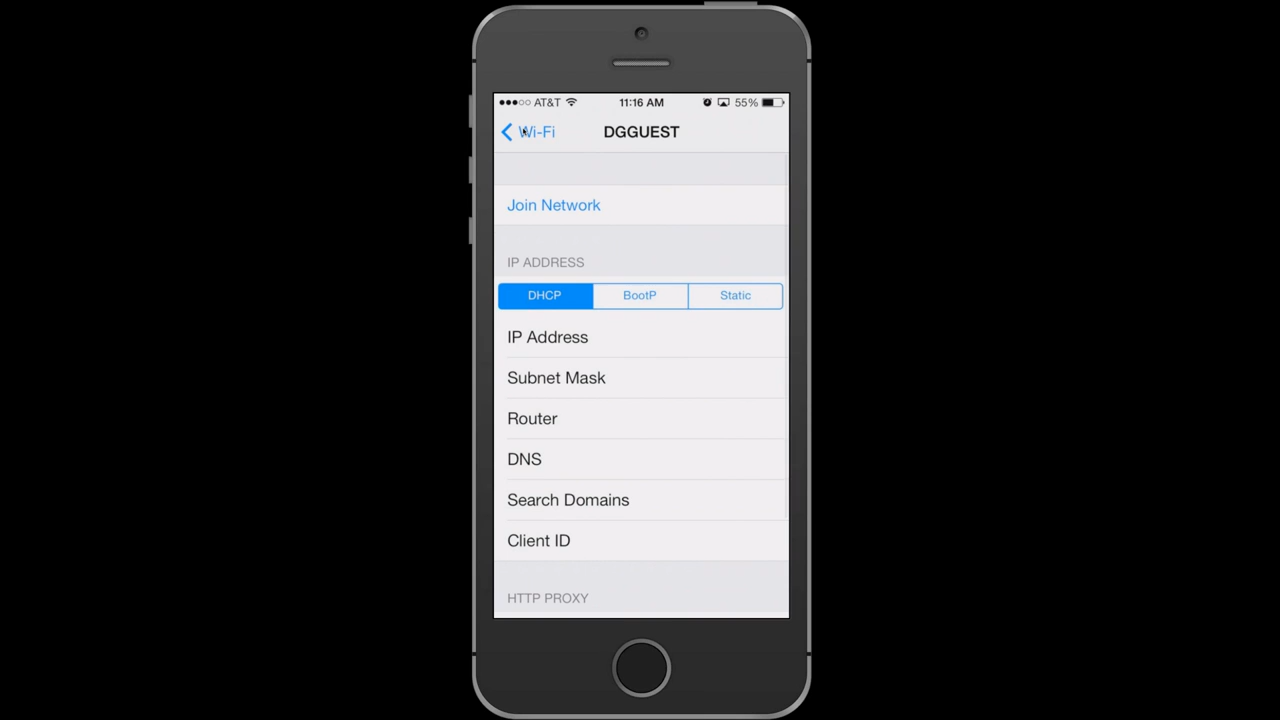 ●●●○○ AT&T 11:16 AM 55%
Wi-Fi DGGUEST
Join Network
IP ADDRESS
DHCP BootP Static
IP Address
Subnet Mask
Router
DNS
Search Domains
Client ID
HTTP PROXY